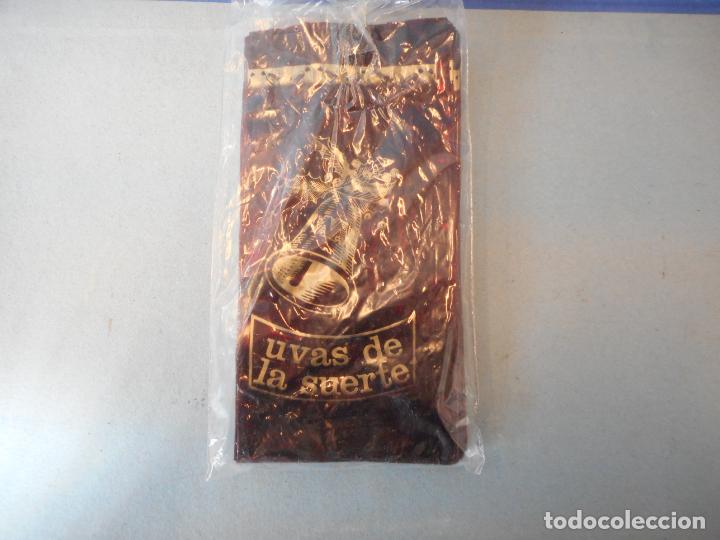 uvas de
la suerte
todocoleccion